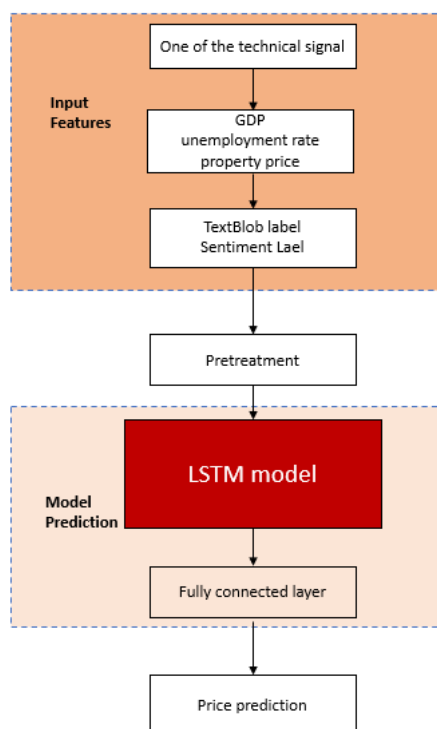 One of the technical signal
Input
Features
GDP
unemployment rate
property price
TextBlob label
Sentiment Lael
Pretreatment
LSTM model
Model
Prediction
Fully connected layer
Price prediction